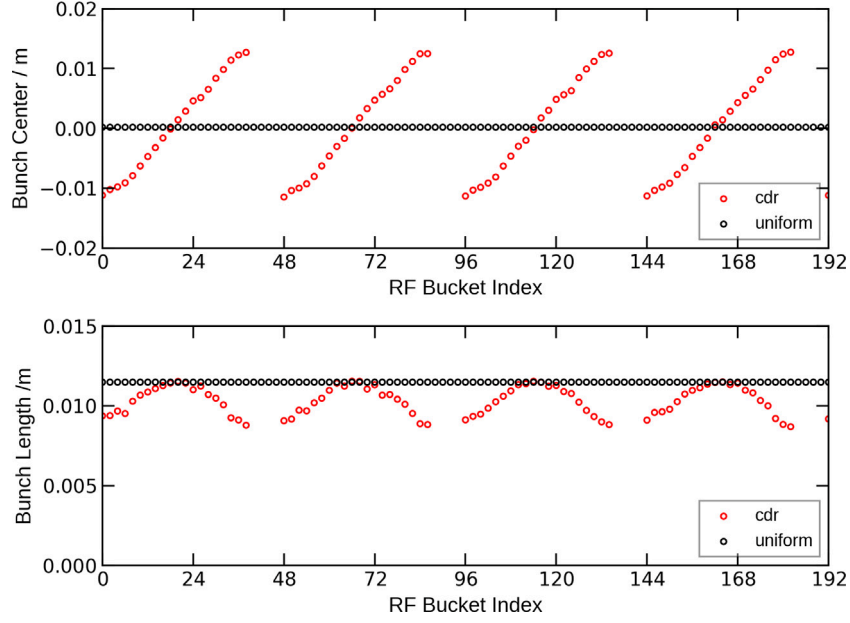 Bunch Center / m
0.02
0.01
0.00
−0.01
−0.02
cdr
uniform
0 24 48 72 96 120 144 168 192
RF Bucket Index
Bunch Length /m
0.015
0.010
0.005
0.000
cdr
uniform
0 24 48 72 96 120 144 168 192
RF Bucket Index